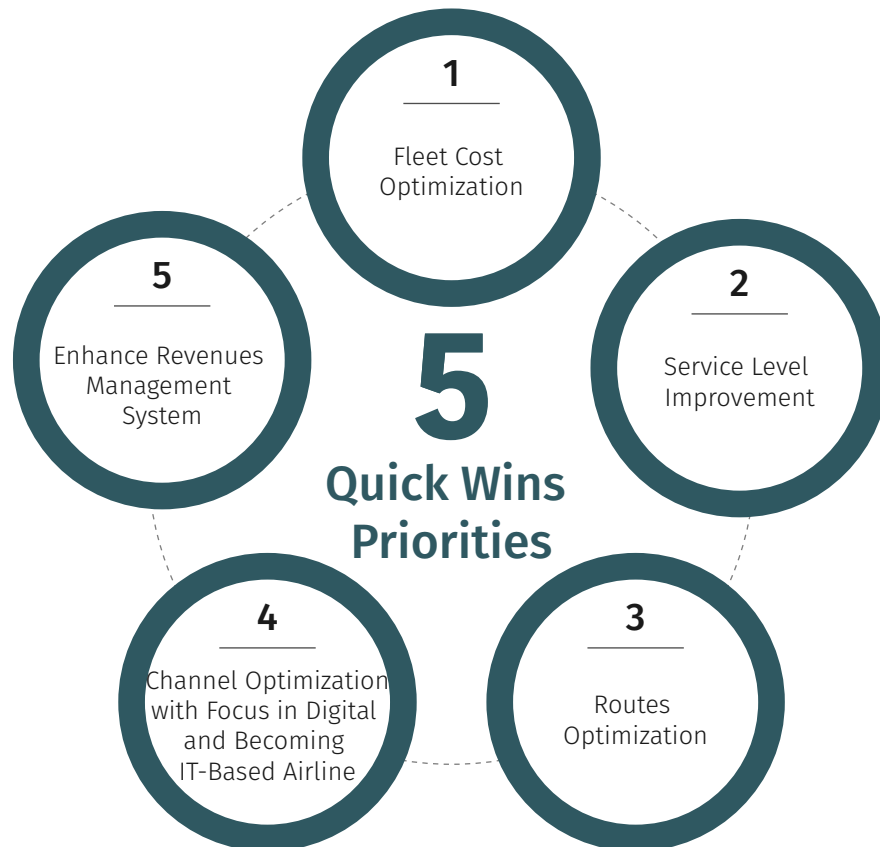 1
Fleet Cost
Optimization
2
Service Level
Improvement
3
Routes
Optimization
4
Channel Optimization
with Focus in Digital
and Becoming
IT-Based Airline
5
Enhance Revenues
Management
System
5
Quick Wins
Priorities